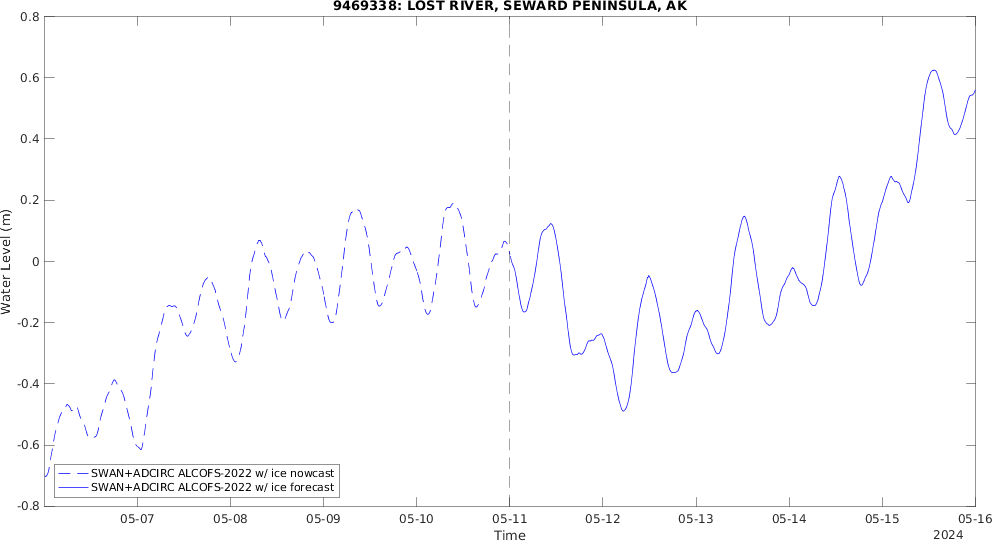 9469338: LOST RIVER, SEWARD PENINSULA, AK
Water Level (m)
0.8
0.6
0.4
0.2
0
-0.2
-0.4
-0.6
-0.8
SWAN+ADCIRC ALCOFS-2022 w/ ice nowcast
SWAN+ADCIRC ALCOFS-2022 w/ ice forecast
05-07 05-08 05-09 05-10 05-11 05-12 05-13 05-14 05-15 05-16
Time
2024